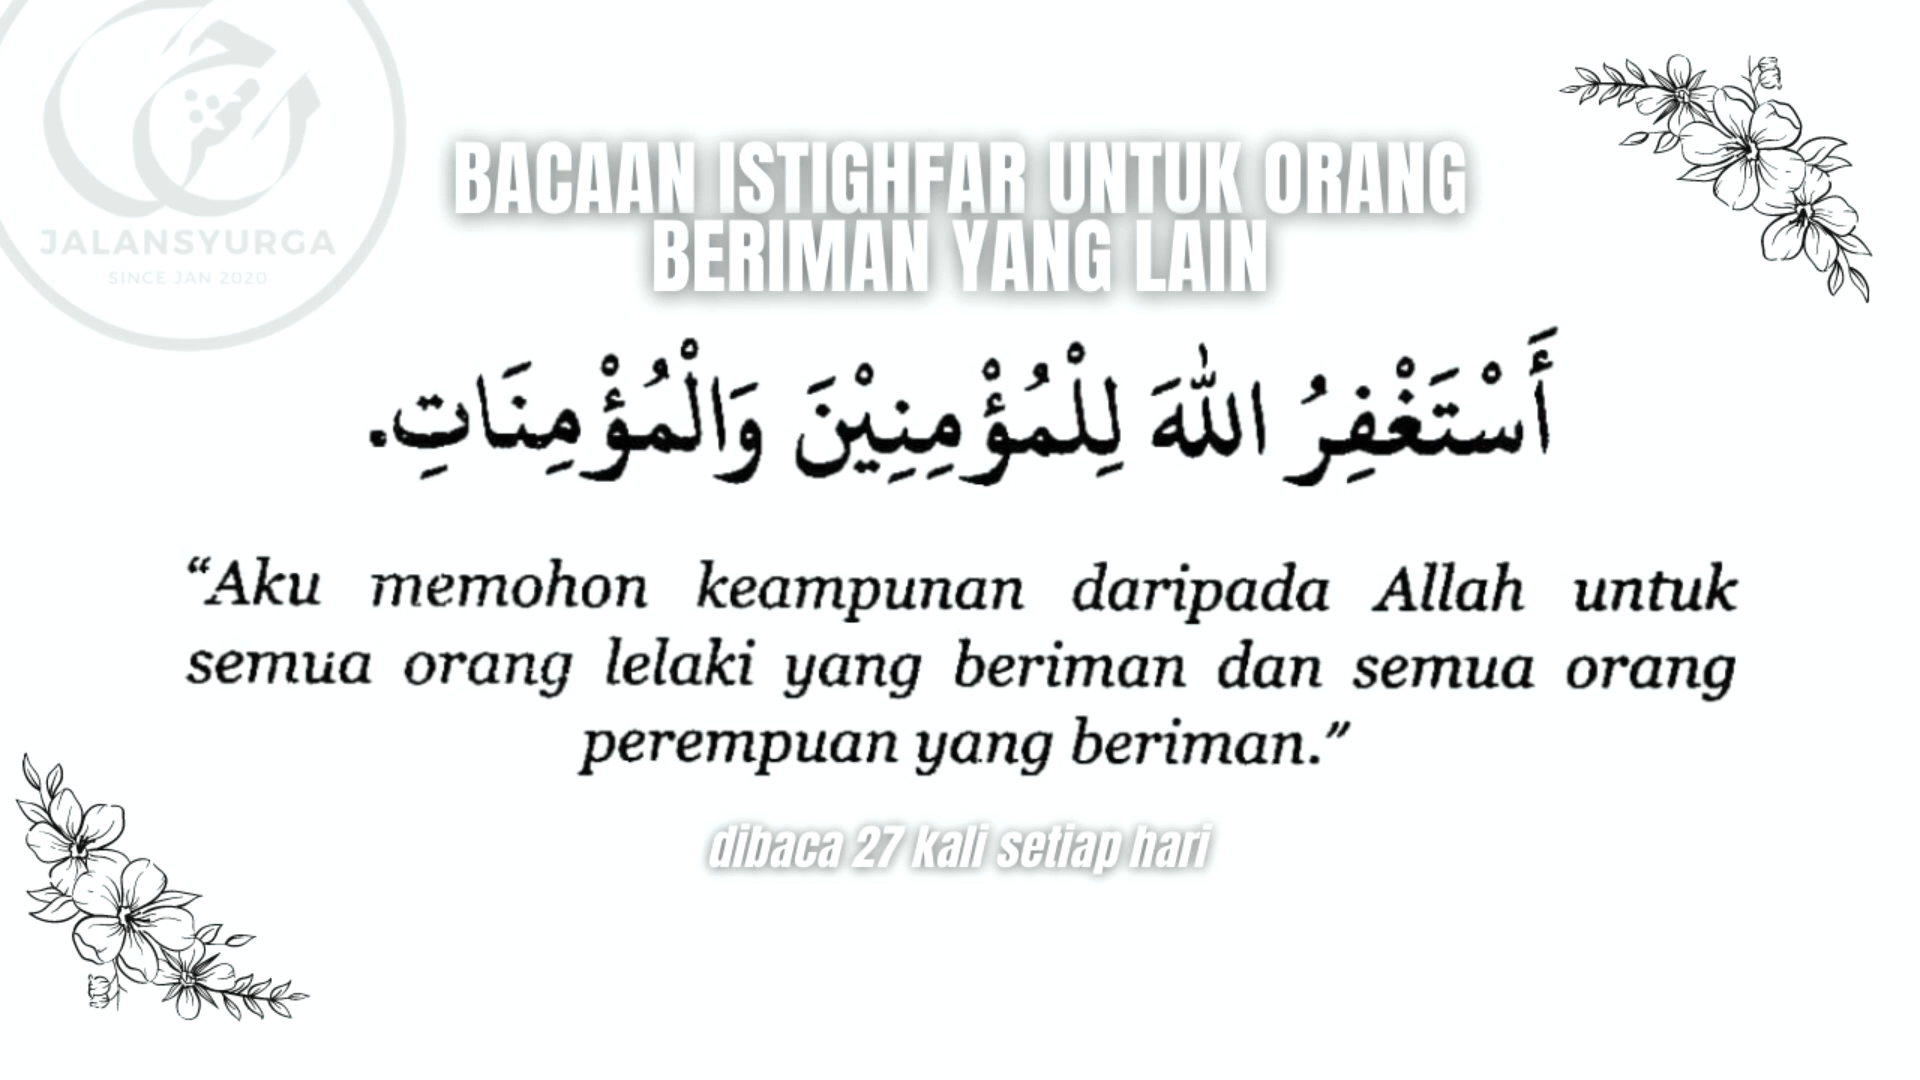 JALANSYURGA
SINCE JAN 2020
BACAAN ISTIGHFAR UNTUK ORANG
BERIMAN YANG LAIN
أَسْتَغْفِرُ اللّٰهَ لِلْمُؤْمِنِيْنَ وَالْمُؤْمِنَاتِ.
“Aku memohon keampunan daripada Allah untuk
semua orang lelaki yang beriman dan semua orang
perempuan yang beriman.”
dibaca 27 kali setiap hari